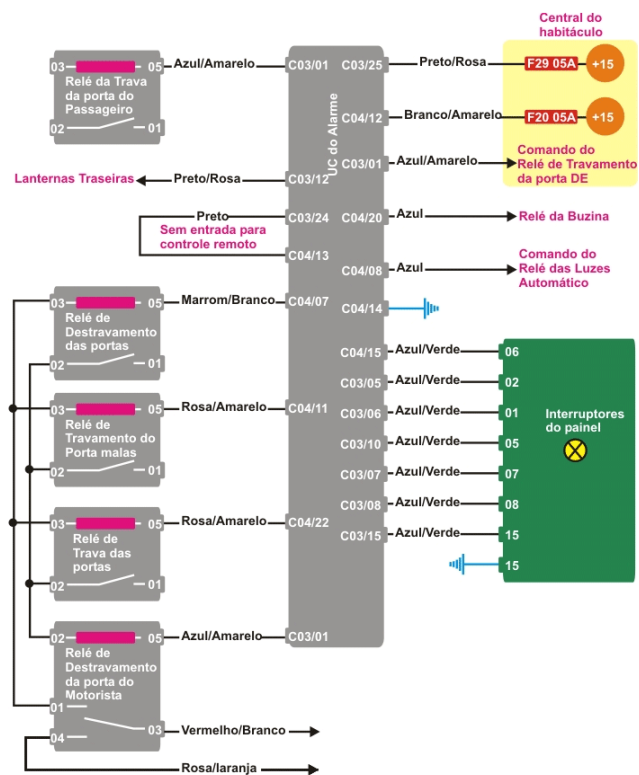 Central do
habitáculo
03 05 Azul/Amarelo C03/01
Relé da Trava
da porta do
Passageiro
02 01
UC do Alarme
C03/25 Preto/Rosa F29 05A +15
C04/12 Branco/Amarelo F20 05A +15
C03/01 Azul/Amarelo
Comando do
Relé de Travamento
da porta DE
Lanternas Traseiras Preto/Rosa C03/12
Preto C03/24
Sem entrada para
controle remoto
C04/13
C04/20 Azul Relé da Buzina
C04/08 Azul
Comando do
Relé das Luzes
Automático
C04/14
03 05 Marrom/Branco C04/07
Relé de
Destravamento
das portas
02 01
03 05 Rosa/Amarelo C04/11
Relé de
Travamento do
Porta malas
02 01
03 05 Rosa/Amarelo C04/22
Relé de
Trava das
portas
02 01
02 05 Azul/Amarelo C03/01
Relé de
Destravamento
da porta do
Motorista
01
03 Vermelho/Branco
04
Rosa/laranja
C04/15 Azul/Verde 06
C03/05 Azul/Verde 02
C03/06 Azul/Verde 01
C03/10 Azul/Verde 05
C03/07 Azul/Verde 07
C03/08 Azul/Verde 08
C03/15 Azul/Verde 15
15
Interruptores
do painel